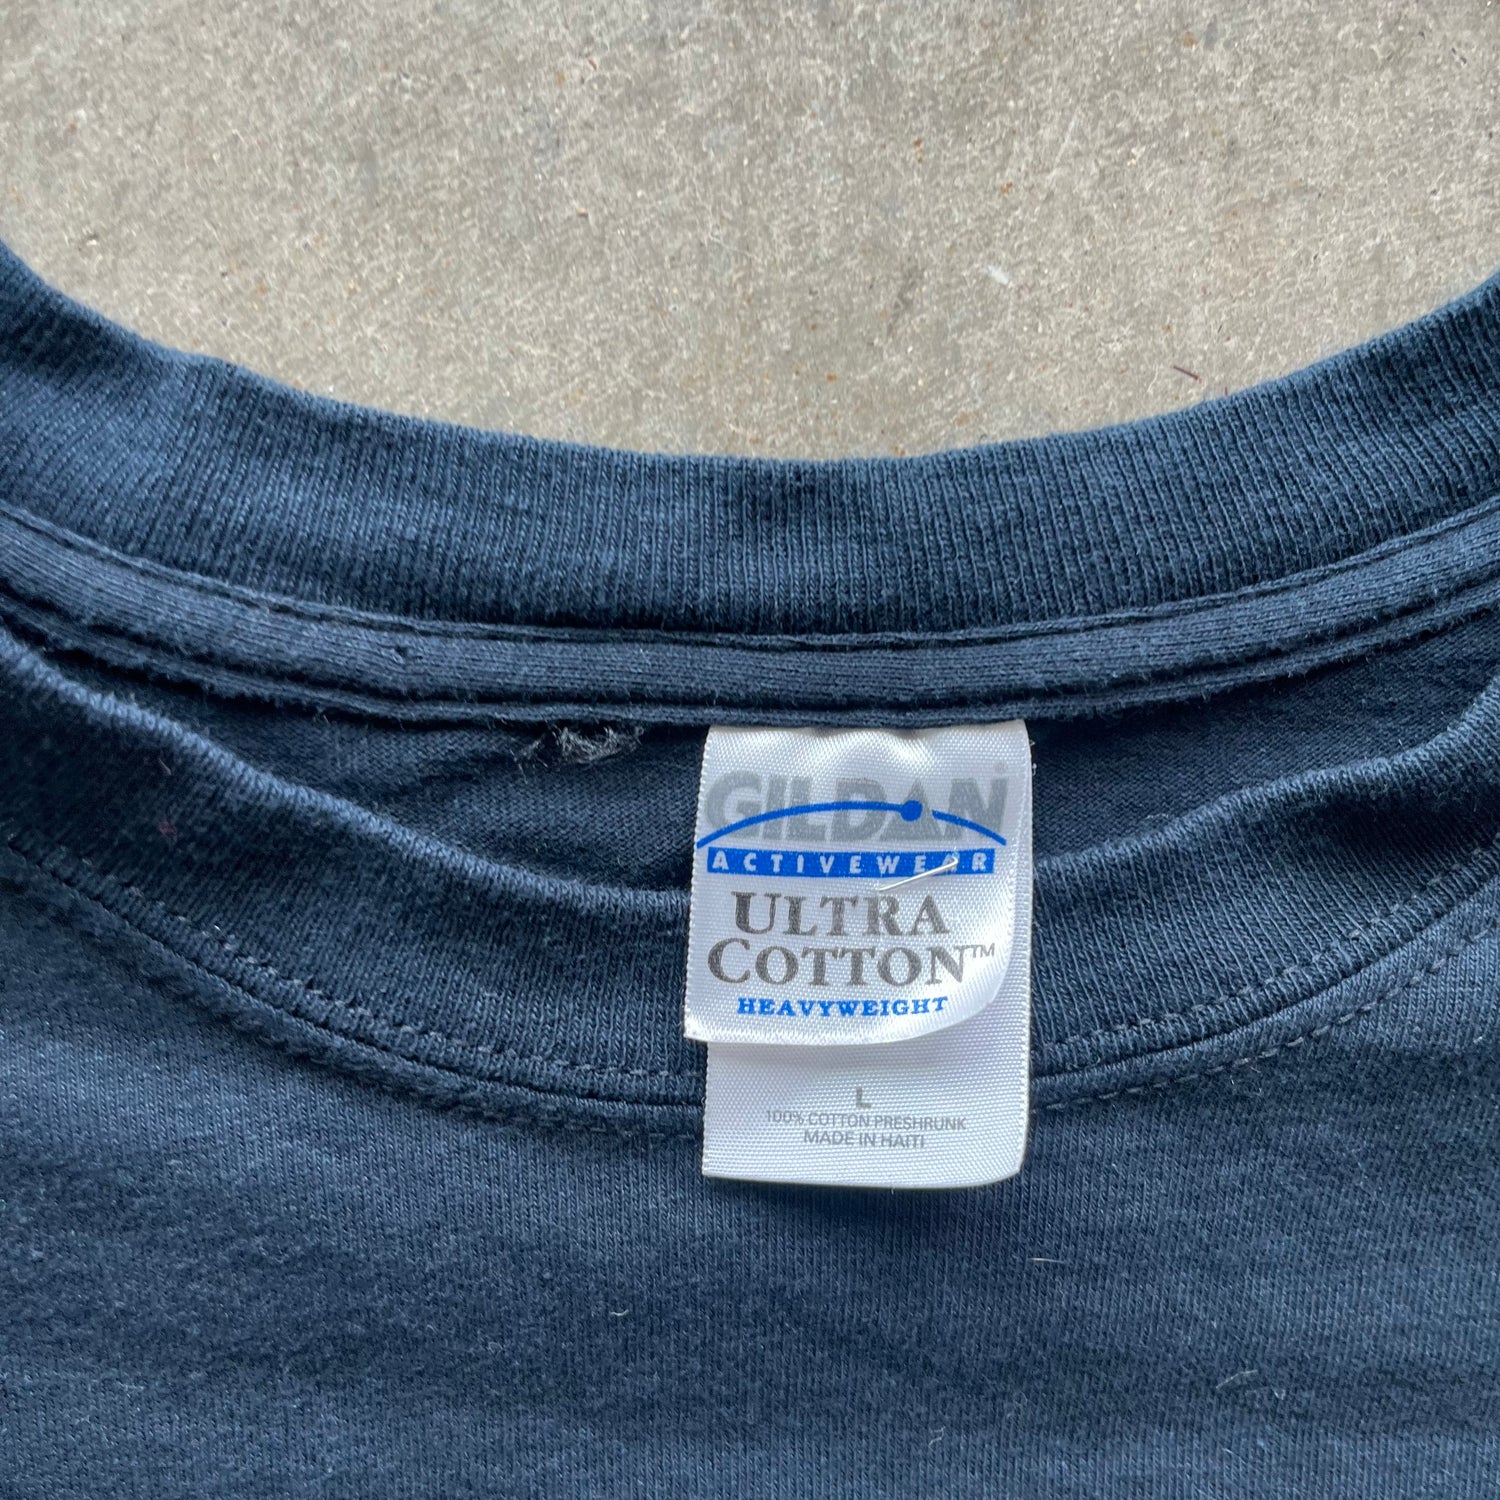 GILDAN
ACTIVEWEAR
ULTRA
COTTON™
HEAVYWEIGHT
L
100% COTTON PRESHRUNK
MADE IN HAITI